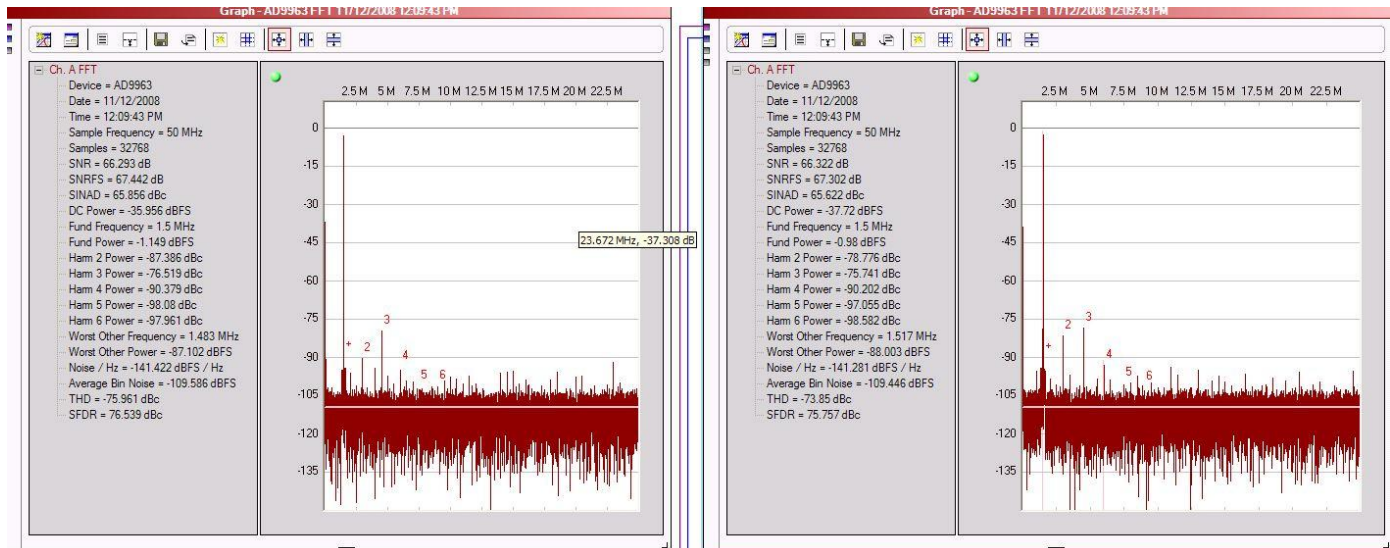 Graph - AD9963 FFT 11/12/2008 12:09:43 PM
Ch. A FFT
Device = AD9963
Date = 11/12/2008
Time = 12:09:43 PM
Sample Frequency = 50 MHz
Samples = 32768
SNR = 66.293 dB
SNRFS = 67.442 dB
SINAD = 65.856 dBc
DC Power = -35.956 dBFS
Fund Frequency = 1.5 MHz
Fund Power = -1.149 dBFS
Harm 2 Power = -87.386 dBc
Harm 3 Power = -76.519 dBc
Harm 4 Power = -90.379 dBc
Harm 5 Power = -98.08 dBc
Harm 6 Power = -97.961 dBc
Worst Other Frequency = 1.483 MHz
Worst Other Power = -87.102 dBFS
Noise / Hz = -141.422 dBFS / Hz
Average Bin Noise = -109.586 dBFS
THD = -75.961 dBc
SFDR = 76.539 dBc
2.5 M 5 M 7.5 M 10 M 12.5 M 15 M 17.5 M 20 M 22.5 M
0
-15
-30
-45
-60
-75
-90
-105
-120
-135
23.672 MHz, -37.308 dB
+ 2 3 4 5 6
Graph - AD9963 FFT 11/12/2008 12:09:43 PM
Ch. A FFT
Device = AD9963
Date = 11/12/2008
Time = 12:09:43 PM
Sample Frequency = 50 MHz
Samples = 32768
SNR = 66.322 dB
SNRFS = 67.302 dB
SINAD = 65.622 dBc
DC Power = -37.72 dBFS
Fund Frequency = 1.5 MHz
Fund Power = -0.98 dBFS
Harm 2 Power = -78.776 dBc
Harm 3 Power = -75.741 dBc
Harm 4 Power = -90.202 dBc
Harm 5 Power = -97.055 dBc
Harm 6 Power = -98.582 dBc
Worst Other Frequency = 1.517 MHz
Worst Other Power = -88.003 dBFS
Noise / Hz = -141.281 dBFS / Hz
Average Bin Noise = -109.446 dBFS
THD = -73.85 dBc
SFDR = 75.757 dBc
2.5 M 5 M 7.5 M 10 M 12.5 M 15 M 17.5 M 20 M 22.5 M
0
-15
-30
-45
-60
-75
-90
-105
-120
-135
+ 2 3 4 5 6